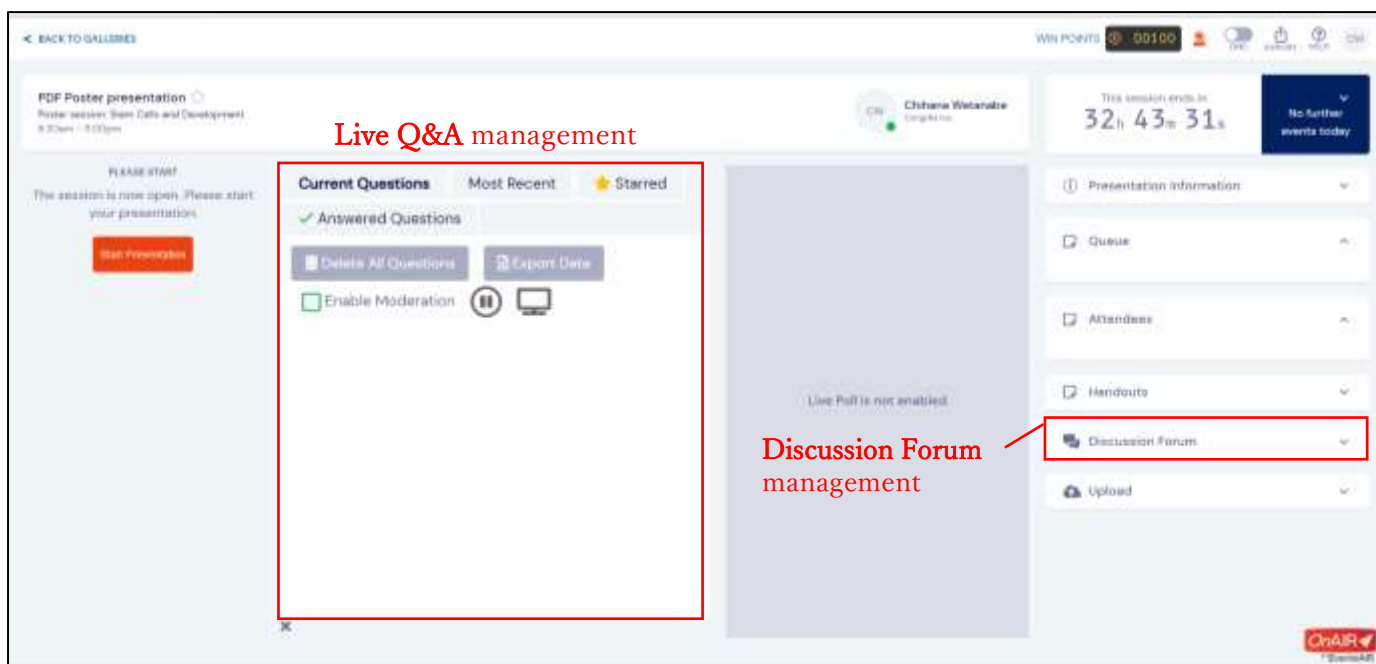 BACK TO GALLERIES
WIN POINTS 00100
HELP
CW
PDF Poster presentation
Poster session: Stem Cells and Development
CW
Chihana Watanabe
This session ends in
32h 43m 31s
No further
events today
Live Q&A management
PLEASE START
The session is now open. Please start
your presentation.
Start Presentation
Current Questions
Most Recent
Starred
Answered Questions
Delete All Questions
Export Data
Enable Moderation
Live Poll is not enabled
Presentation Information
Queue
Attendees
Handouts
Discussion Forum
Upload
Discussion Forum
management
OnAIR